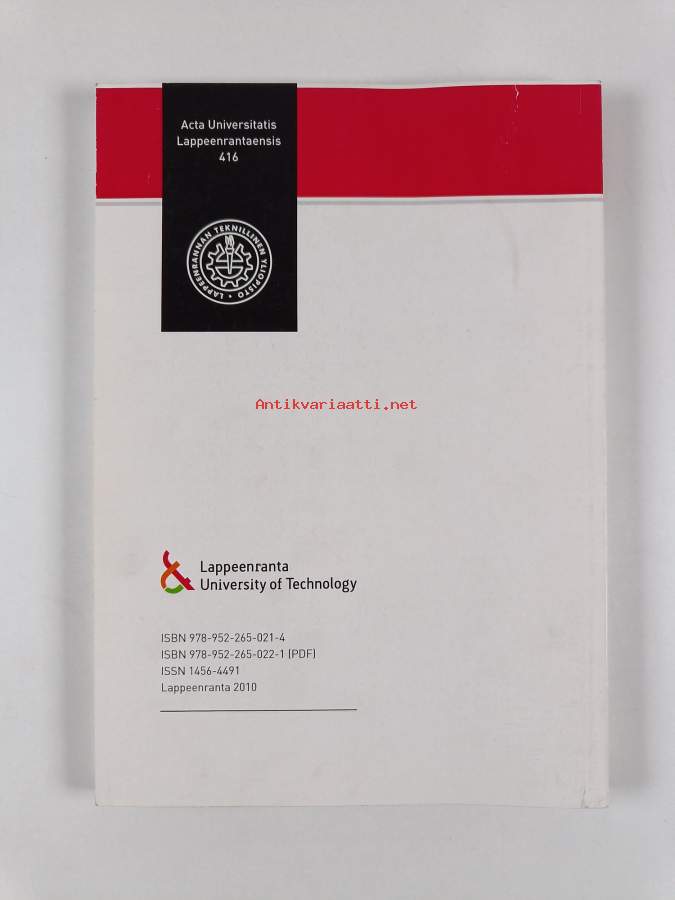 Acta Universitatis
Lappeenrantaensis
416
LAPPEENRANNAN TEKNILLINEN YLIOPISTO
Antikvariaatti.net
Lappeenranta
University of Technology
ISBN 978-952-265-021-4
ISBN 978-952-265-022-1 (PDF)
ISSN 1456-4491
Lappeenranta 2010